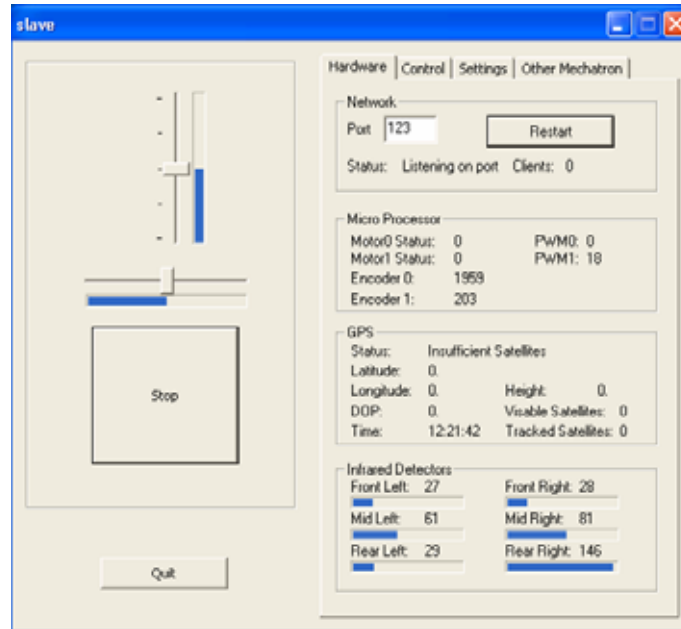 slave
Stop
Quit
Hardware Control Settings Other Mechatron
Network
Port 123 Restart
Status: Listening on port Clients: 0
Micro Processor
Motor0 Status: 0 PWM0: 0
Motor1 Status: 0 PWM1: 18
Encoder 0: 1959
Encoder 1: 203
GPS
Status: Insufficient Satellites
Latitude: 0.
Longitude: 0. Height: 0.
DOP: 0. Visable Satellites: 0
Time: 12:21:42 Tracked Satellites: 0
Infrared Detectors
Front Left: 27 Front Right: 28
Mid Left: 61 Mid Right: 81
Rear Left: 29 Rear Right: 146